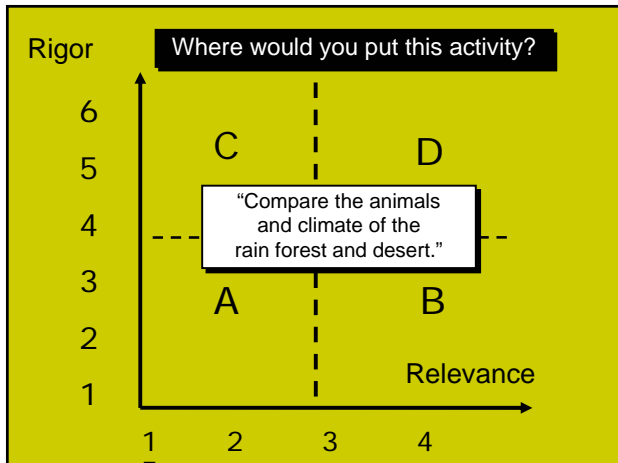 Rigor
Where would you put this activity?
6
5
4
3
2
1
C
D
“Compare the animals
and climate of the
rain forest and desert.”
A
B
Relevance
1 2 3 4